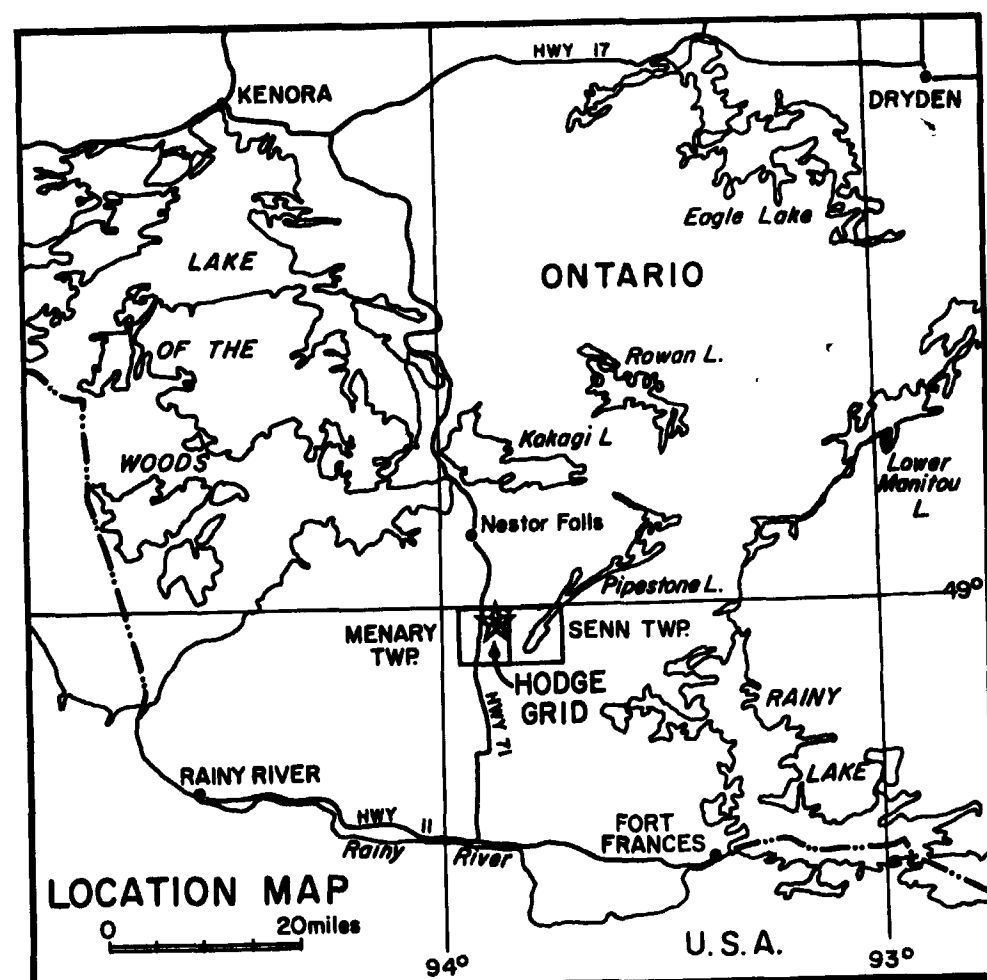 HWY 17
KENORA
DRYDEN
Eagle Lake
LAKE
ONTARIO
OF THE
Rowan L.
Kakagi L
WOODS
Lower
Manitou
L.
Nestor Falls
Pipestone L.
49°
MENARY
TWP.
SENN TWP.
HODGE
GRID
HWY 71
RAINY
LAKE
RAINY RIVER
HWY 11
Rainy River
FORT
FRANCES
LOCATION MAP
0 20miles
U.S.A.
94°
93°